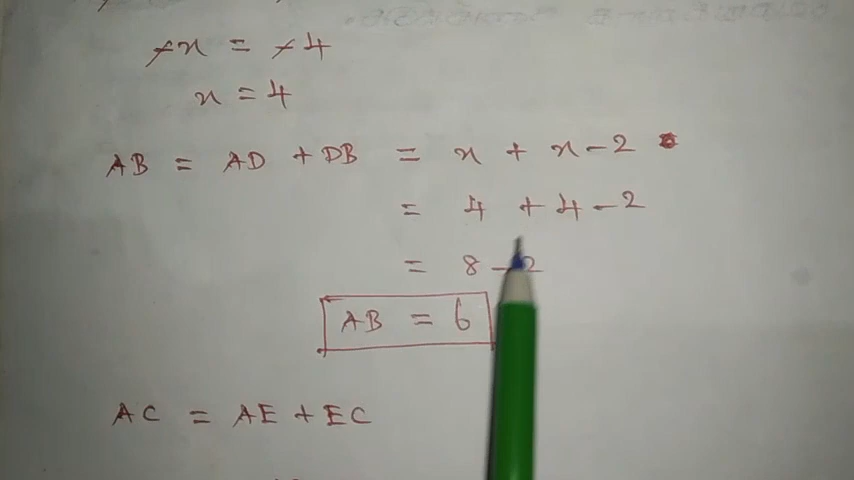 -x = -4
x = 4
AB = AD + DB = x + x - 2
= 4 + 4 - 2
= 8 - 2
AB = 6
AC = AE + EC